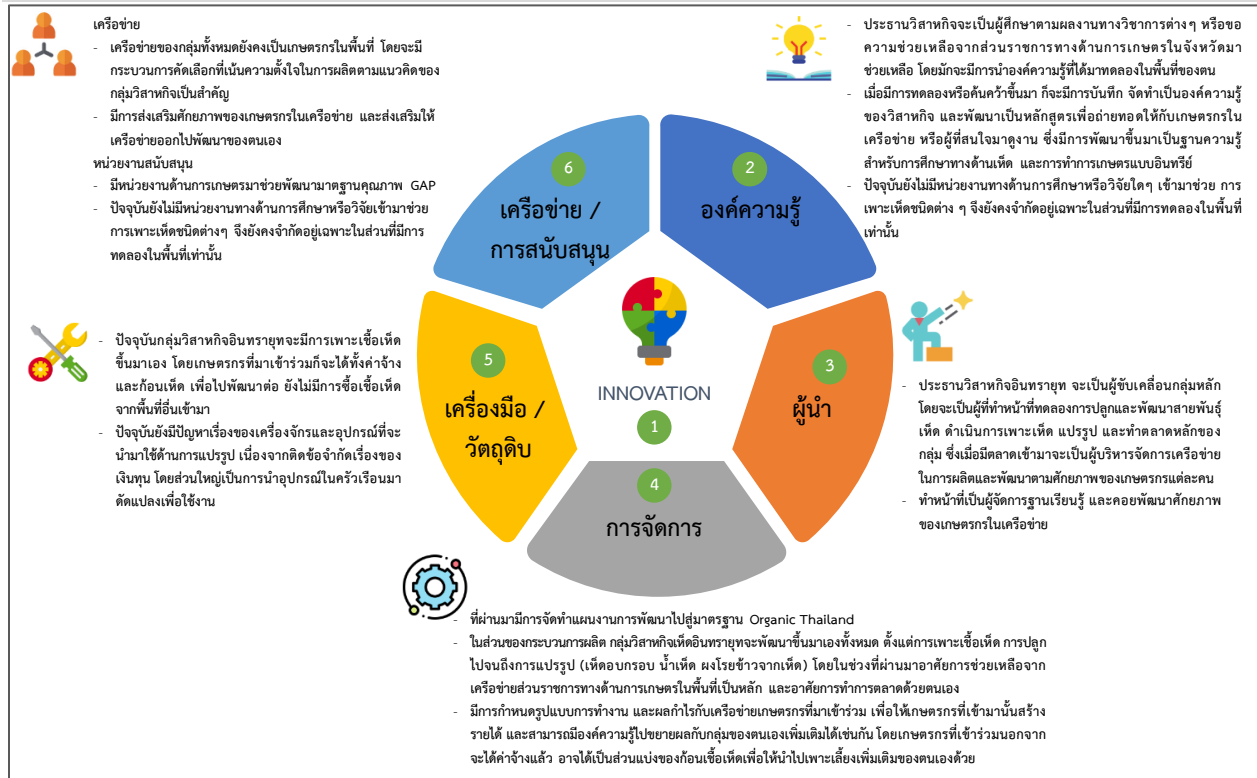 เครือข่าย
- เครือข่ายของกลุ่มทั้งหมดยังคงเป็นเกษตรกรในพื้นที่ โดยจะมี
กระบวนการคัดเลือกที่เน้นความตั้งใจในการผลิตตามแนวคิดของ
กลุ่มวิสาหกิจเป็นสำคัญ
- มีการส่งเสริมศักยภาพของเกษตรกรในเครือข่าย และส่งเสริมให้
เครือข่ายออกไปพัฒนาของตนเอง
หน่วยงานสนับสนุน
- มีหน่วยงานด้านการเกษตรมาช่วยพัฒนามาตฐานคุณภาพ GAP
- ปัจจุบันยังไม่มีหน่วยงานทางด้านการศึกษาหรือวิจัยเข้ามาช่วย
การเพาะเห็ดชนิดต่างๆ จึงยังคงจำกัดอยู่เฉพาะในส่วนที่มีการ
ทดลองในพื้นที่เท่านั้น
- ประธานวิสาหกิจจะเป็นผู้ศึกษาตามผลงานทางวิชาการต่างๆ หรือขอ
ความช่วยเหลือจากส่วนราชการทางด้านการเกษตรในจังหวัดมา
ช่วยเหลือ โดยมักจะมีการนำองค์ความรู้ที่ได้มาทดลองในพื้นที่ของตน
- เมื่อมีการทดลองหรือค้นคว้าขึ้นมา ก็จะมีการบันทึก จัดทำเป็นองค์ความรู้
ของวิสาหกิจ และพัฒนาเป็นหลักสูตรเพื่อถ่ายทอดให้กับเกษตรกรใน
เครือข่าย หรือผู้ที่สนใจมาดูงาน ซึ่งมีการพัฒนาขึ้นมาเป็นฐานความรู้
สำหรับการศึกษาทางด้านเห็ด และการทำการเกษตรแบบอินทรีย์
- ปัจจุบันยังไม่มีหน่วยงานทางด้านการศึกษาหรือวิจัยใดๆ เข้ามาช่วย การ
เพาะเห็ดชนิดต่าง ๆ จึงยังคงจำกัดอยู่เฉพาะในส่วนที่มีการทดลองในพื้นที่
เท่านั้น
6
เครือข่าย /
การสนับสนุน
2
องค์ความรู้
- ปัจจุบันกลุ่มวิสาหกิจอินทรายุทจะมีการเพาะเชื้อเห็ด
ขึ้นมาเอง โดยเกษตรกรที่มาเข้าร่วมก็จะได้ทั้งค่าจ้าง
และก้อนเห็ด เพื่อไปพัฒนาต่อ ยังไม่มีการซื้อเชื้อเห็ด
จากพื้นที่อื่นเข้ามา
- ปัจจุบันยังมีปัญหาเรื่องของเครื่องจักรและอุปกรณ์ที่จะ
นำมาใช้ด้านการแปรรูป เนื่องจากติดข้อจำกัดเรื่องของ
เงินทุน โดยส่วนใหญ่เป็นการนำอุปกรณ์ในครัวเรือนมา
ดัดแปลงเพื่อใช้งาน
5
เครื่องมือ /
วัตถุดิบ
INNOVATION
1
3
ผู้นำ
- ประธานวิสาหกิจอินทรายุท จะเป็นผู้ขับเคลื่อนกลุ่มหลัก
โดยจะเป็นผู้ที่ทำหน้าที่ทดลองการปลูกและพัฒนาสายพันธุ์
เห็ด ดำเนินการเพาะเห็ด แปรรูป และทำตลาดหลักของ
กลุ่ม ซึ่งเมื่อมีตลาดเข้ามาจะเป็นผู้บริหารจัดการเครือข่าย
ในการผลิตและพัฒนาตามศักยภาพของเกษตรกรแต่ละคน
- ทำหน้าที่เป็นผู้จัดการฐานเรียนรู้ และคอยพัฒนาศักยภาพ
ของเกษตรกรในเครือข่าย
4
การจัดการ
- ที่ผ่านมามีการจัดทำแผนงานการพัฒนาไปสู่มาตรฐาน Organic Thailand
- ในส่วนของกระบวนการผลิต กลุ่มวิสาหกิจเห็ดอินทรายุทจะพัฒนาขึ้นมาเองทั้งหมด ตั้งแต่การเพาะเชื้อเห็ด การปลูก
ไปจนถึงการแปรรูป (เห็ดอบกรอบ น้ำเห็ด ผงโรยข้าวจากเห็ด) โดยในช่วงที่ผ่านมาอาศัยการช่วยเหลือจาก
เครือข่ายส่วนราชการทางด้านการเกษตรในพื้นที่เป็นหลัก และอาศัยการทำการตลาดด้วยตนเอง
- มีการกำหนดรูปแบบการทำงาน และผลกำไรกับเครือข่ายเกษตรกรที่มาเข้าร่วม เพื่อให้เกษตรกรที่เข้ามานั้นสร้าง
รายได้ และสามารถมีองค์ความรู้ไปขยายผลกับกลุ่มของตนเองเพิ่มเติมได้เช่นกัน โดยเกษตรกรที่เข้าร่วมนอกจาก
จะได้ค่าจ้างแล้ว อาจได้เป็นส่วนแบ่งของก้อนเชื้อเห็ดเพื่อให้นำไปเพาะเลี้ยงเพิ่มเติมของตนเองด้วย